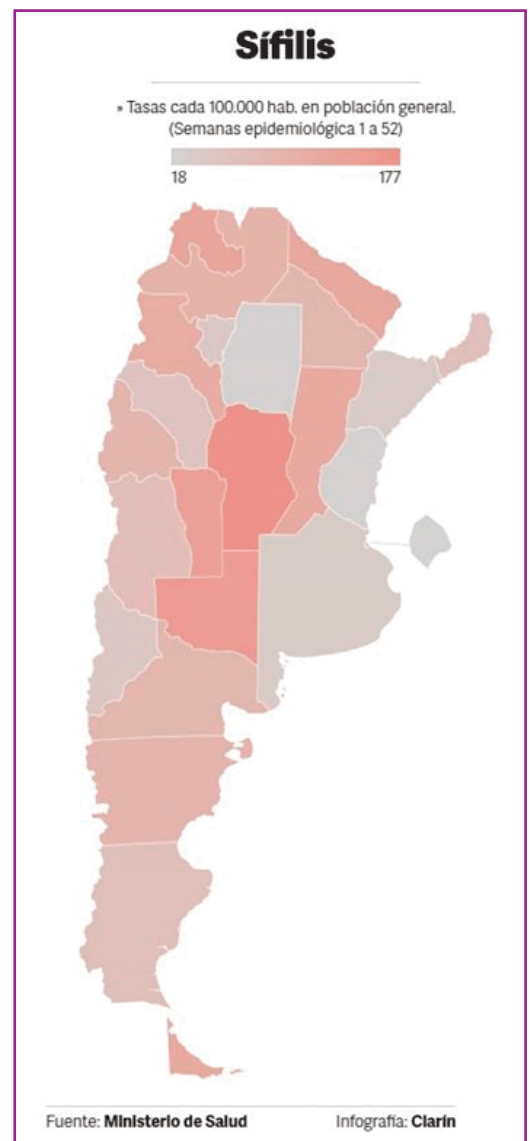 Sífilis
» Tasas cada 100.000 hab. en población general.
(Semanas epidemiológica 1 a 52)
18 177
Fuente: Ministerio de Salud Infografía: Clarín